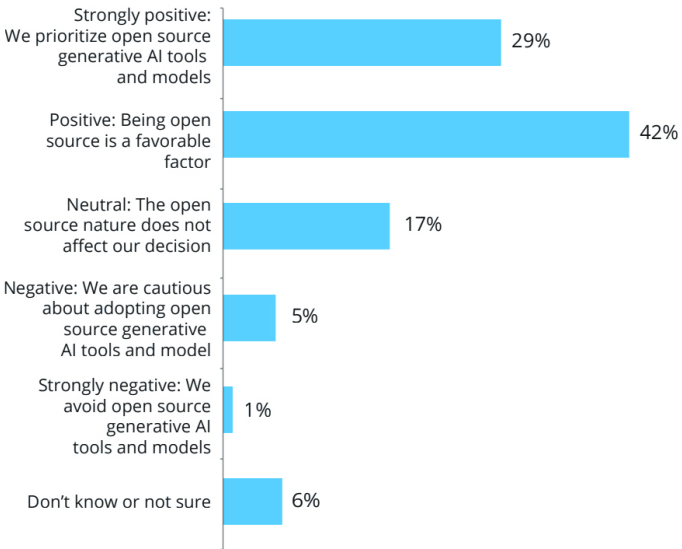 Strongly positive:
We prioritize open source
generative AI tools
and models
29%
Positive: Being open
source is a favorable
factor
42%
Neutral: The open
source nature does not
affect our decision
17%
Negative: We are cautious
about adopting open
source generative
AI tools and model
5%
Strongly negative: We
avoid open source
generative AI
tools and models
1%
Don’t know or not sure
6%